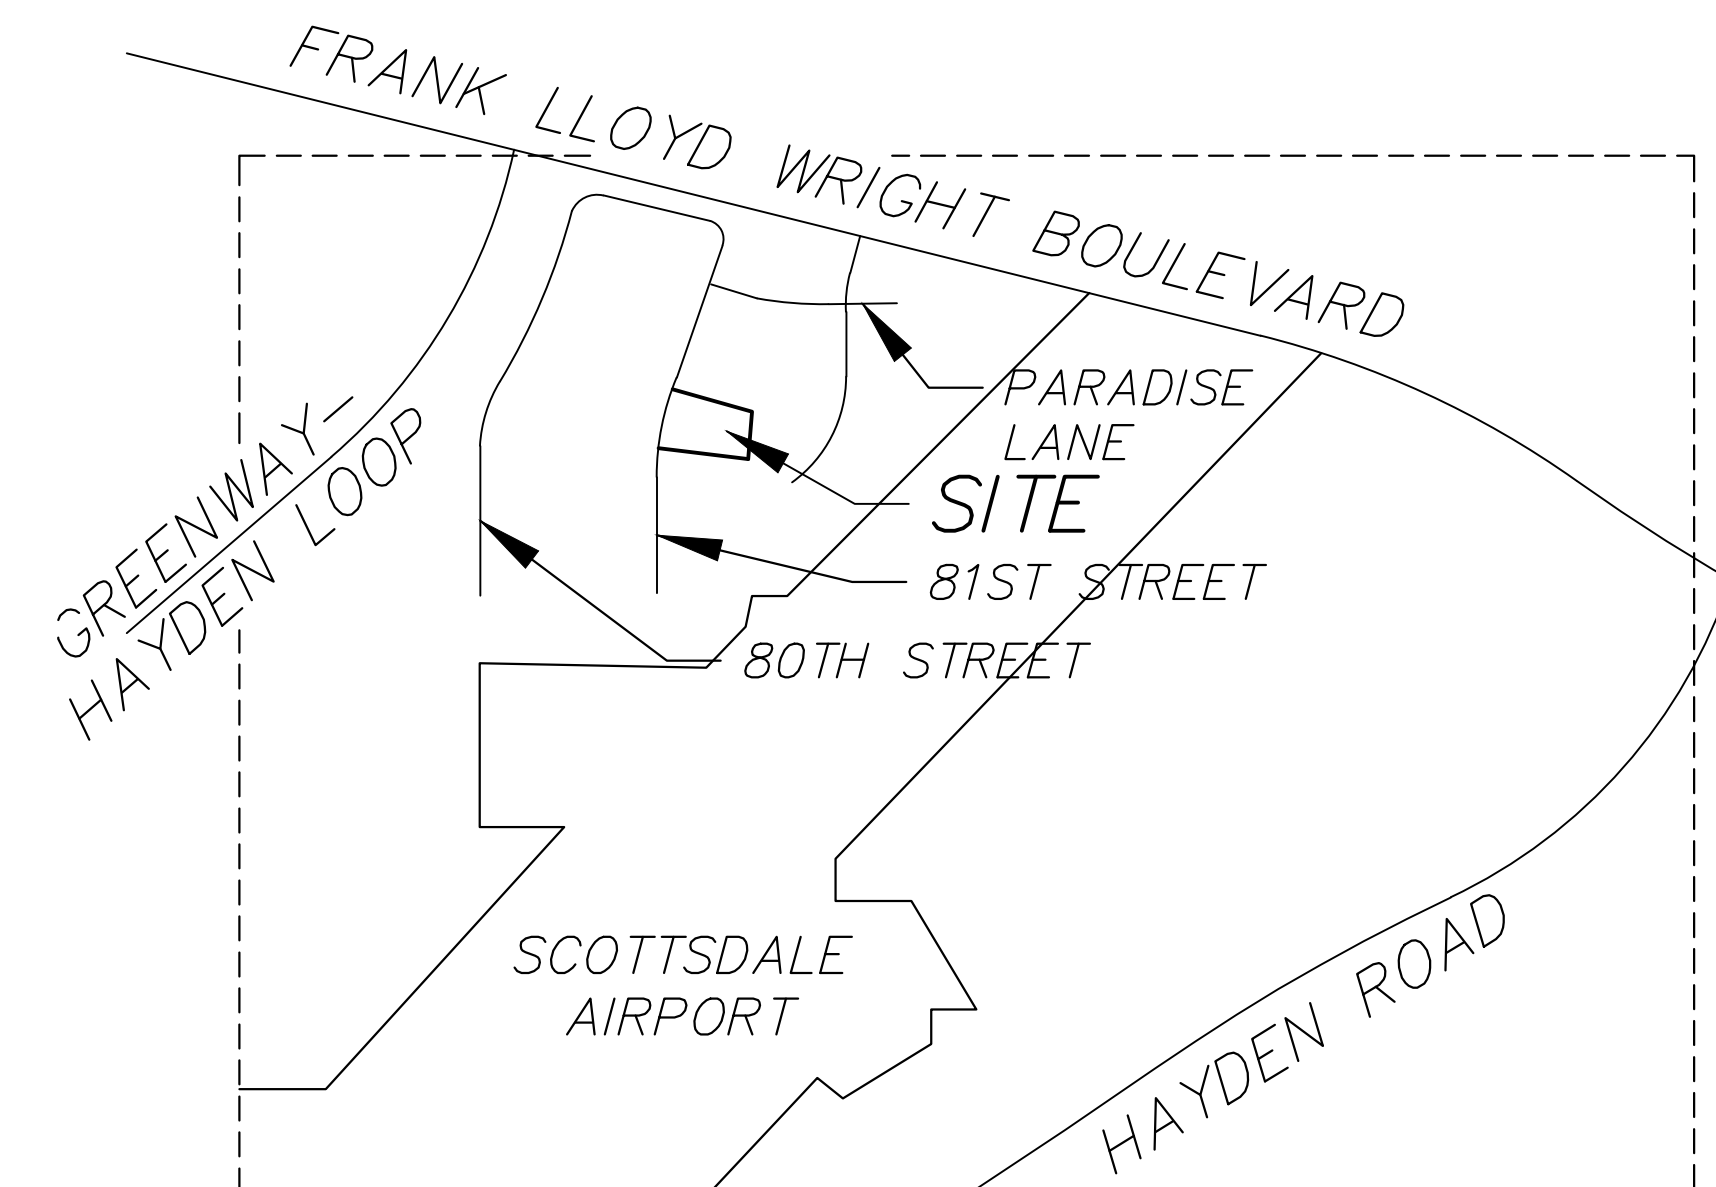 FRANK LLOYD WRIGHT BOULEVARD
PARADISE
LANE
GREENWAY-
HAYDEN LOOP
SITE
81ST STREET
80TH STREET
SCOTTSDALE
AIRPORT
HAYDEN ROAD